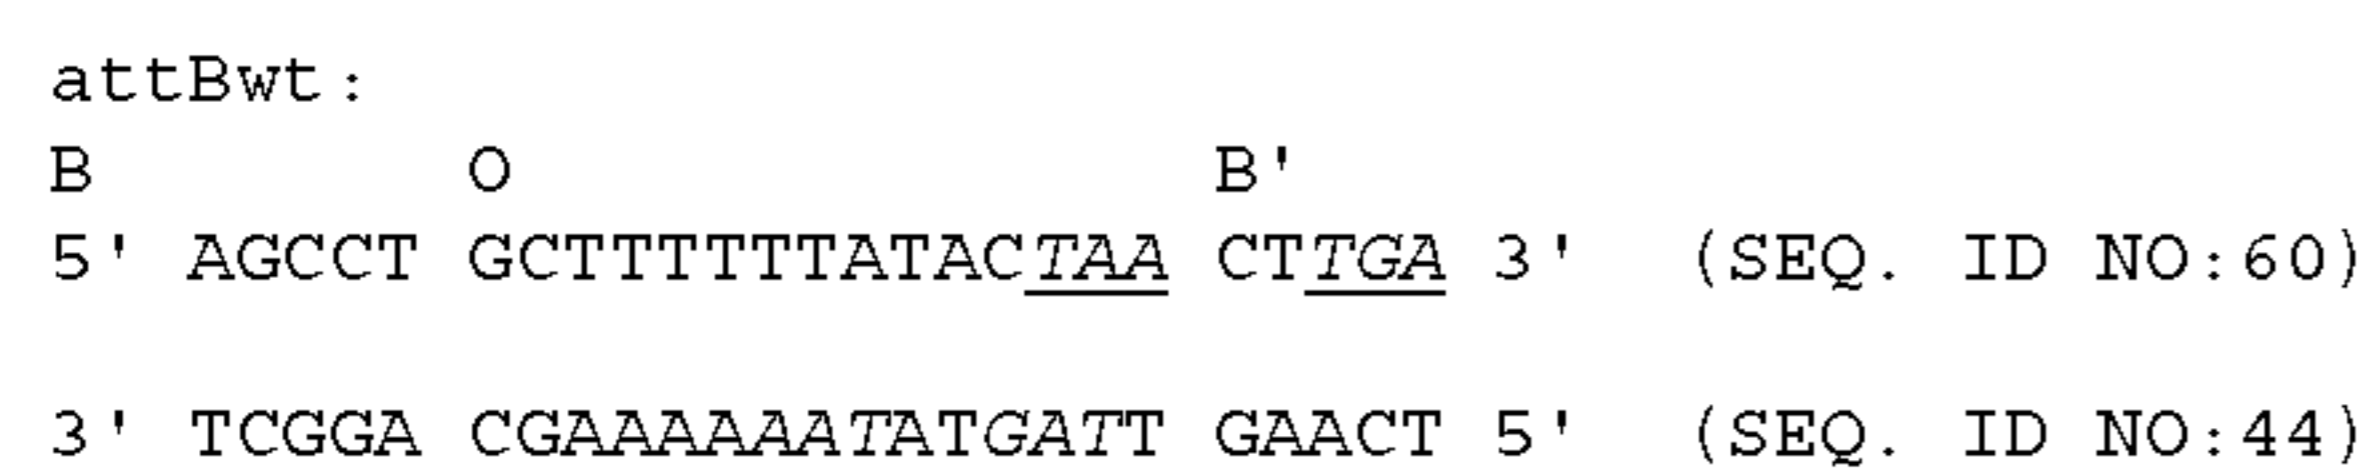 attBwt:
B O B'
5' AGCCT GCTTTTTTATACTAA CTTGA 3' (SEQ. ID NO:60)
3' TCGGA CGAAAAAATATGATT GAACT 5' (SEQ. ID NO:44)